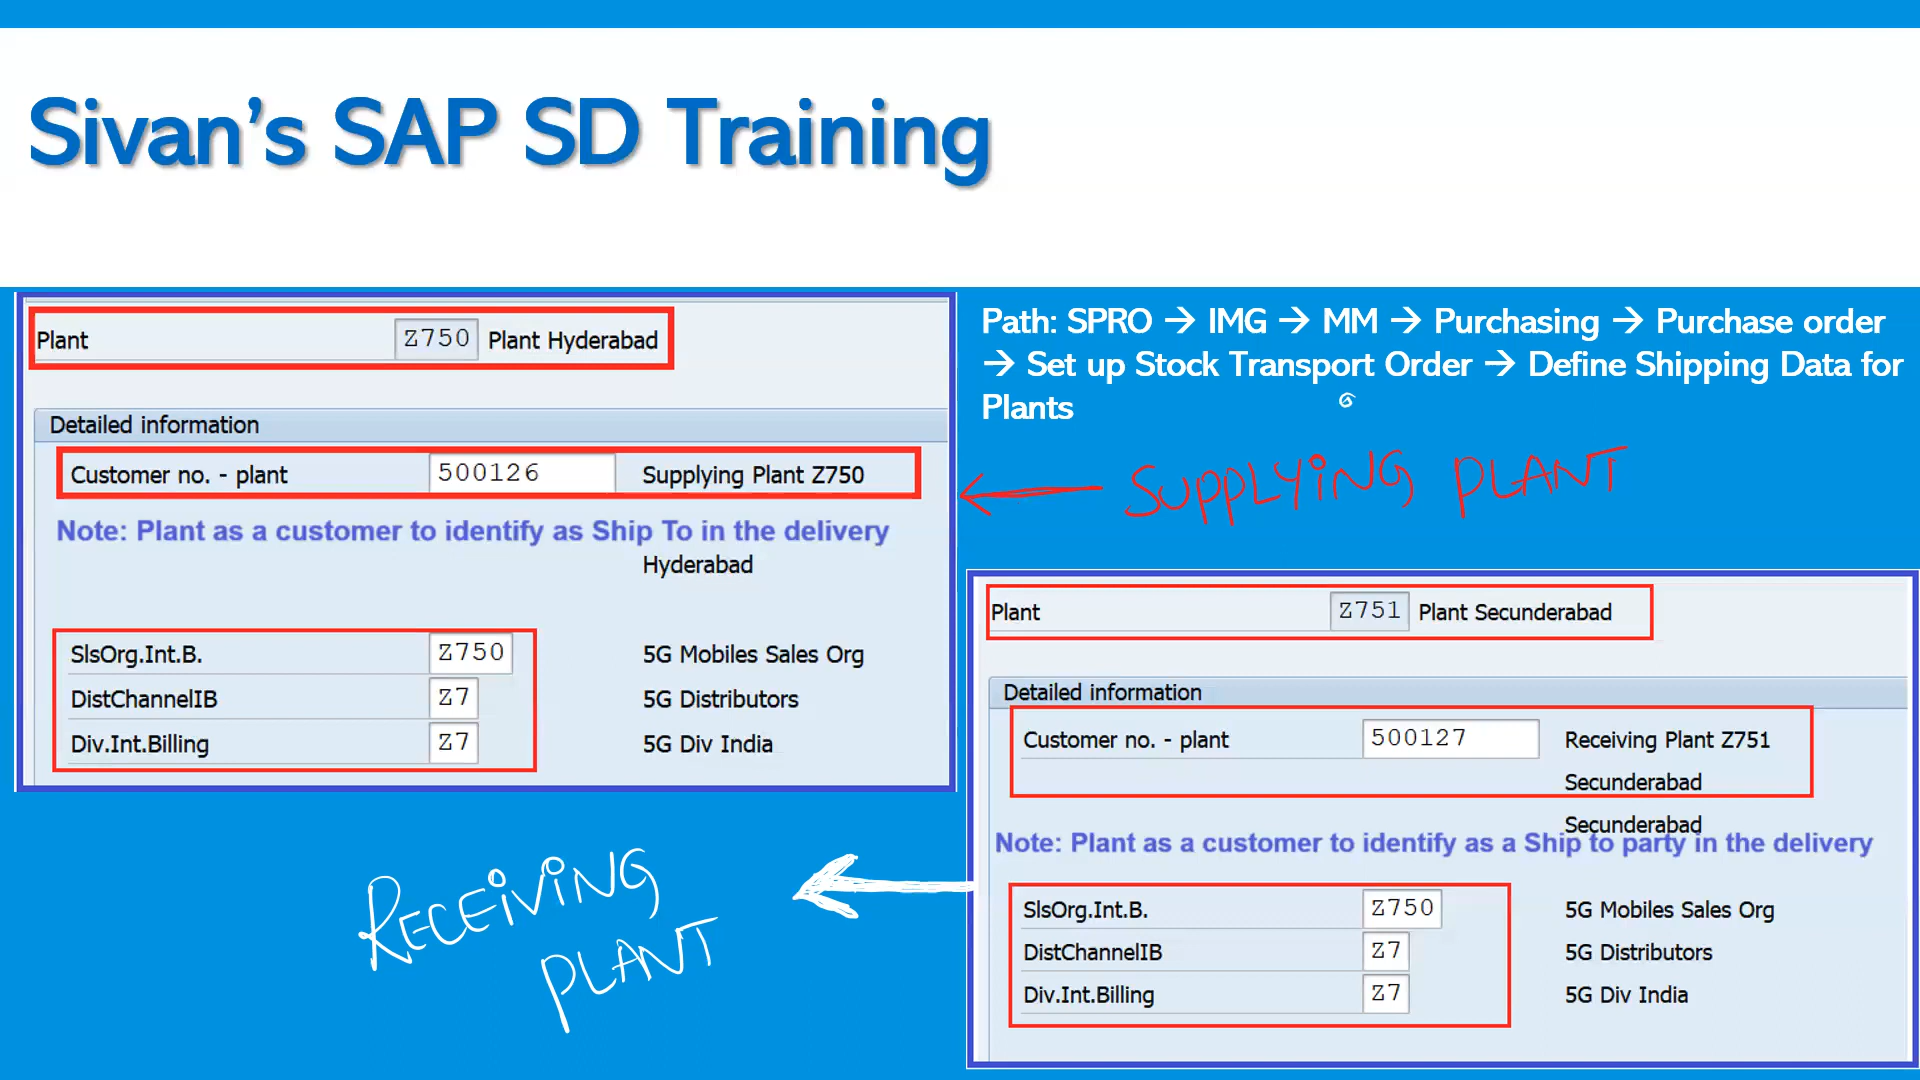 Sivan's SAP SD Training
Plant Z750 Plant Hyderabad
Detailed information
Customer no. - plant 500126 Supplying Plant Z750
Note: Plant as a customer to identify as Ship To in the delivery
Hyderabad
SlsOrg.Int.B. Z750 5G Mobiles Sales Org
DistChannelIB Z7 5G Distributors
Div.Int.Billing Z7 5G Div India
Path: SPRO → IMG → MM → Purchasing → Purchase order
→ Set up Stock Transport Order → Define Shipping Data for
Plants
SUPPLYING PLANT
Plant Z751 Plant Secunderabad
Detailed information
Customer no. - plant 500127 Receiving Plant Z751
Secunderabad
Secunderabad
Note: Plant as a customer to identify as a Ship to party in the delivery
SlsOrg.Int.B. Z750 5G Mobiles Sales Org
DistChannelIB Z7 5G Distributors
Div.Int.Billing Z7 5G Div India
RECEIVING
PLANT